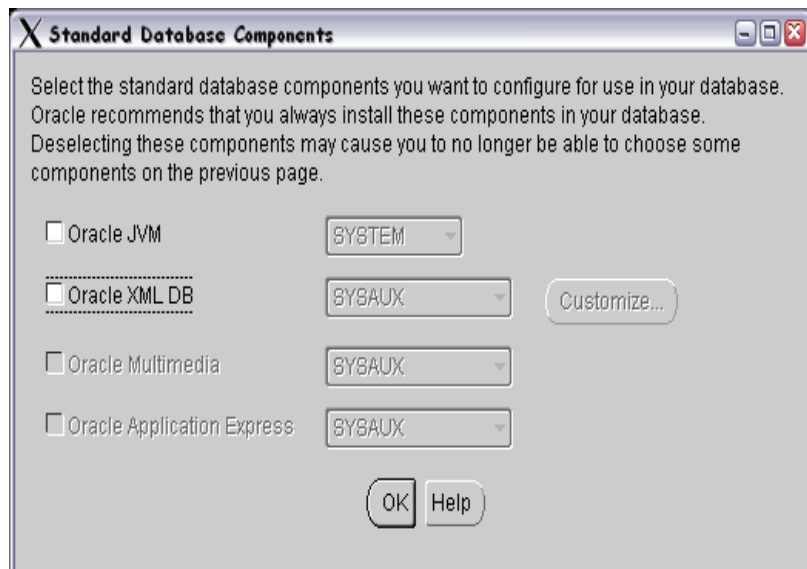 Standard Database Components
Select the standard database components you want to configure for use in your database.
Oracle recommends that you always install these components in your database.
Deselecting these components may cause you to no longer be able to choose some
components on the previous page.
Oracle JVM SYSTEM
Oracle XML DB SYSAUX Customize...
Oracle Multimedia SYSAUX
Oracle Application Express SYSAUX
OK Help